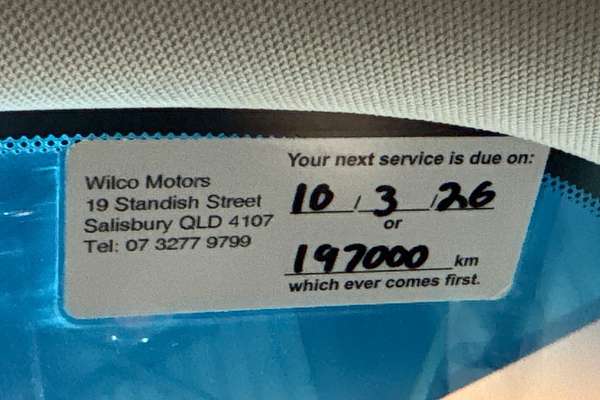 Wilco Motors
19 Standish Street
Salisbury QLD 4107
Tel: 07 3277 9799
Your next service is due on:
10 / 3 / 26
or
197000 km
which ever comes first.